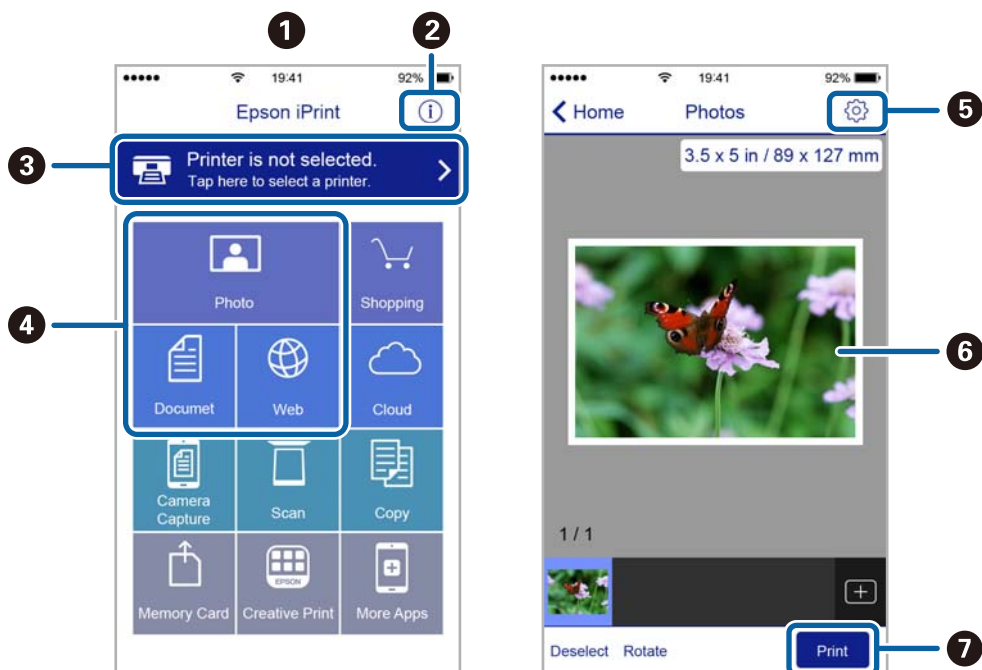 1
2
19:41
92%
Epson iPrint
3
Printer is not selected.
Tap here to select a printer.
4
Photo
Shopping
Documet
Web
Cloud
Camera
Capture
Scan
Copy
EPSON
Memory Card
Creative Print
More Apps
19:41
92%
Home
Photos
5
3.5 x 5 in / 89 x 127 mm
6
1 / 1
Deselect
Rotate
Print
7